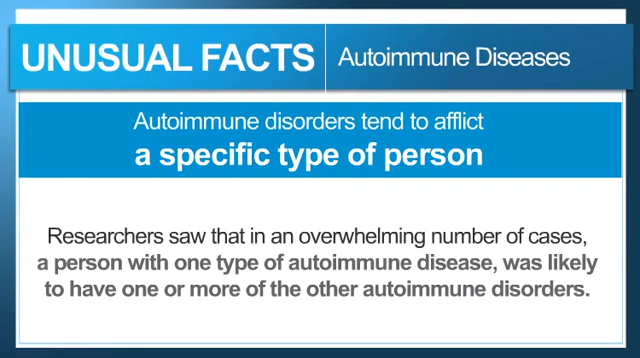 UNUSUAL FACTS
Autoimmune Diseases
Autoimmune disorders tend to afflict
a specific type of person
Researchers saw that in an overwhelming number of cases,
a person with one type of autoimmune disease, was likely
to have one or more of the other autoimmune disorders.